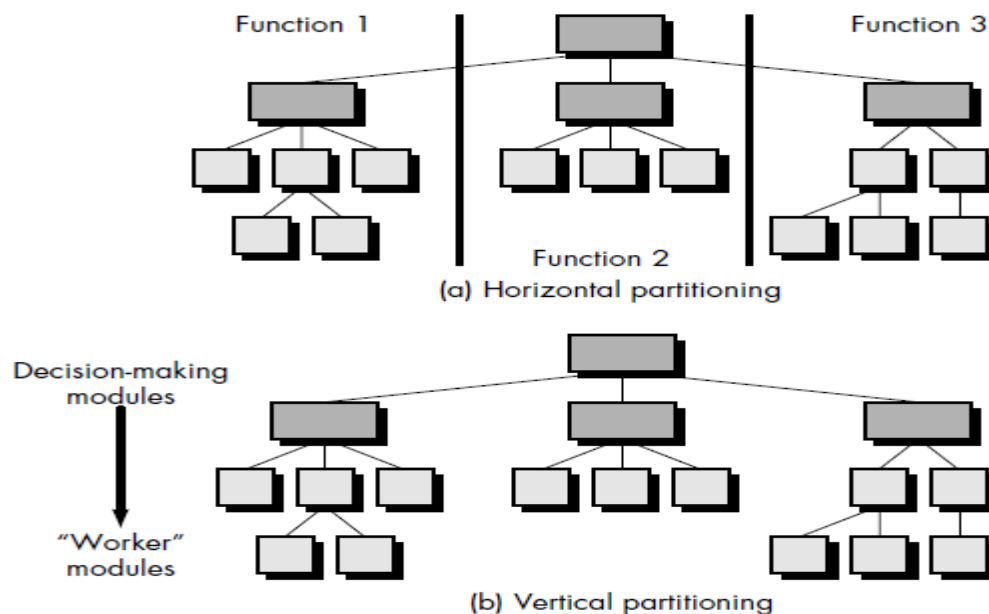 Function 1
Function 3
Function 2
(a) Horizontal partitioning
Decision-making
modules
“Worker”
modules
(b) Vertical partitioning